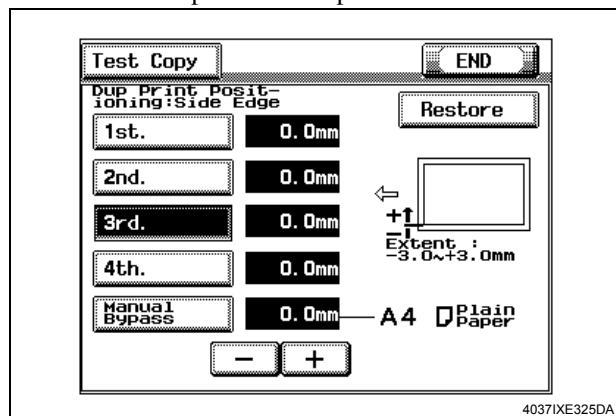 Test Copy
END
Dup Print Posit-
ioning:Side Edge
Restore
1st.
0.0mm
2nd.
0.0mm
3rd.
0.0mm
+
-
Extent :
-3.0~+3.0mm
4th.
0.0mm
Manual
Bypass
0.0mm
A4
Plain
Paper
- +
4037IXE325DA